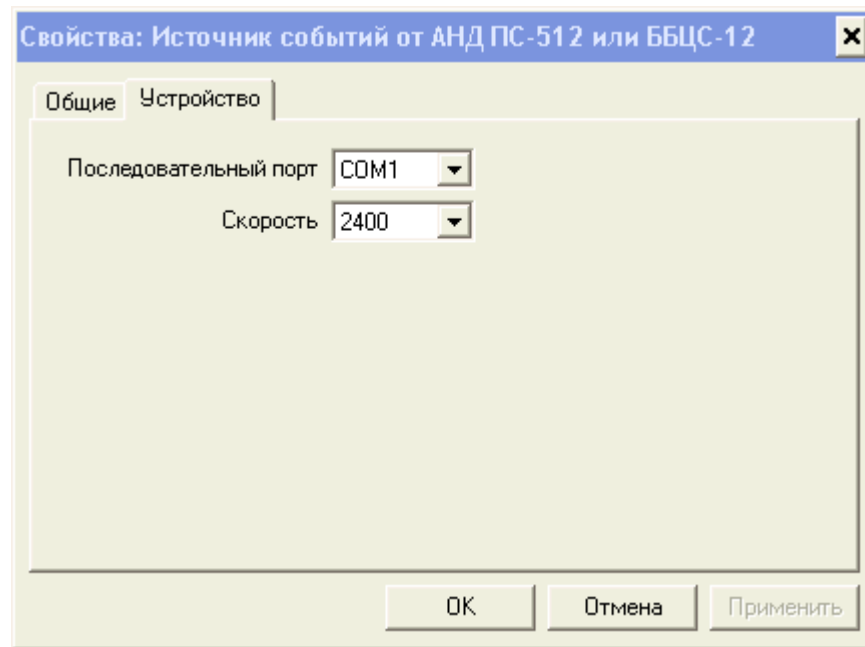 Свойства: Источник событий от АНД ПС-512 или ББЦС-12
Общие Устройство
Последовательный порт COM1
Скорость 2400
OK Отмена Применить